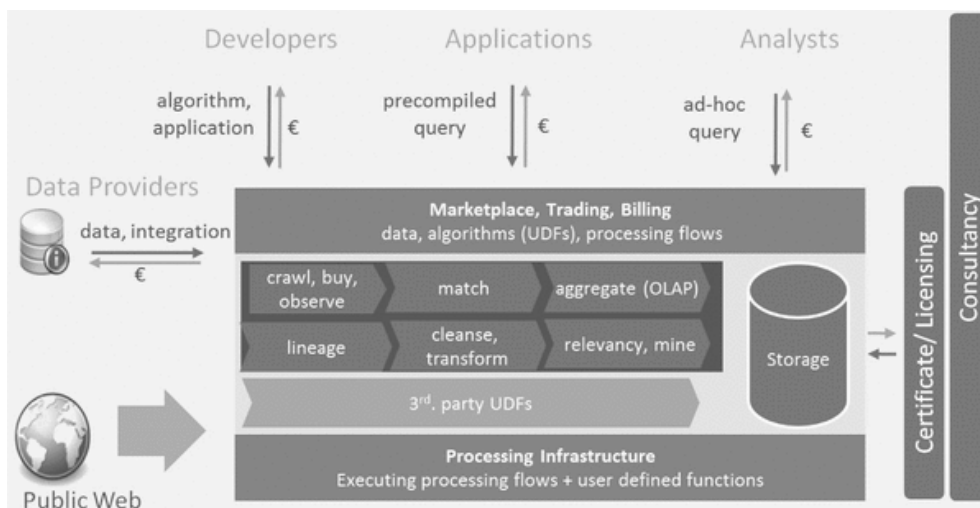 Developers
Applications
Analysts
algorithm,
application
€
precompiled
query
€
ad-hoc
query
€
Data Providers
data, integration
€
Marketplace, Trading, Billing
data, algorithms (UDFs), processing flows
crawl, buy,
observe
match
aggregate (OLAP)
lineage
cleanse,
transform
relevancy, mine
Storage
3rd. party UDFs
Processing Infrastructure
Executing processing flows + user defined functions
Public Web
Certificate/ Licensing
Consultancy